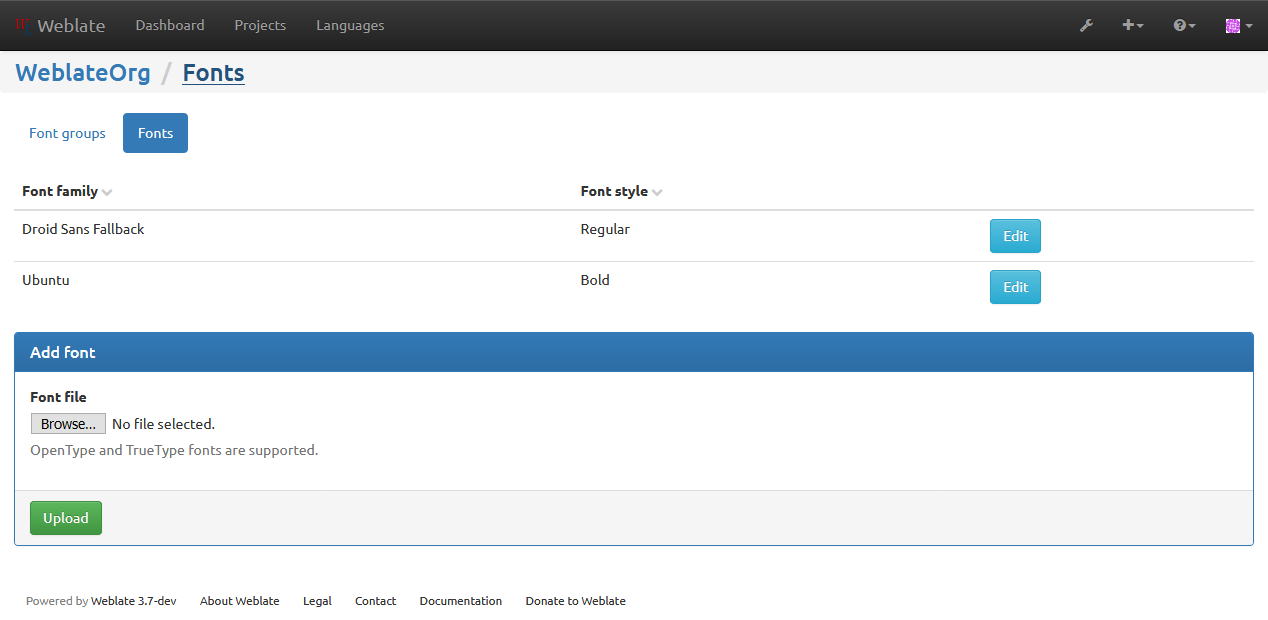 Weblate Dashboard Projects Languages
WeblateOrg / Fonts
Font groups Fonts
Font family Font style
Droid Sans Fallback Regular Edit
Ubuntu Bold Edit
Add font
Font file
Browse... No file selected.
OpenType and TrueType fonts are supported.
Upload
Powered by Weblate 3.7-dev About Weblate Legal Contact Documentation Donate to Weblate